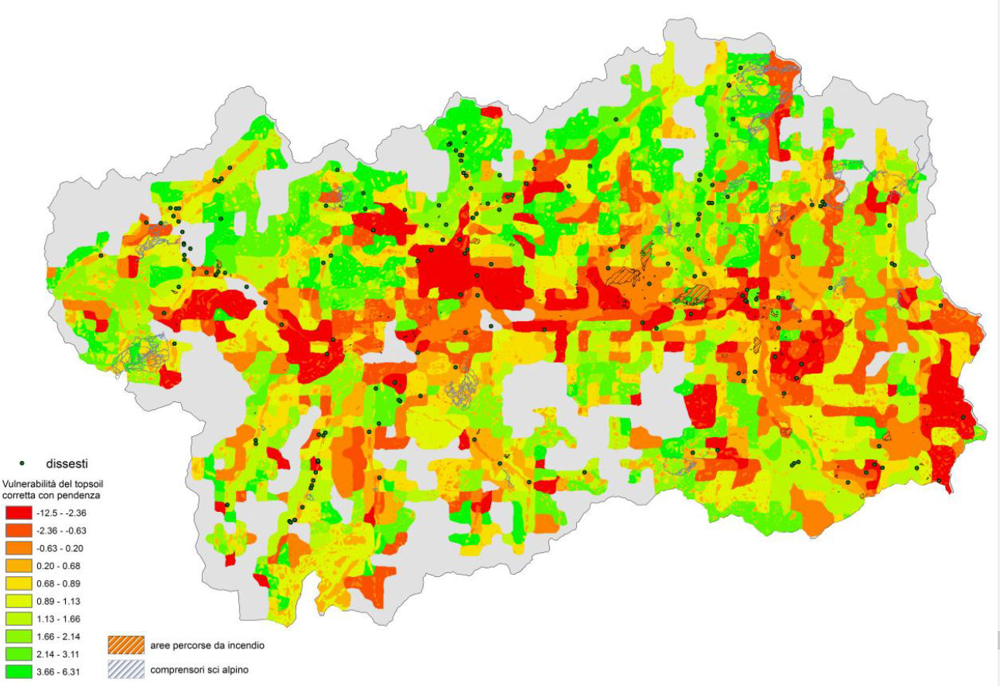 dissesti
Vulnerabilità del topsoil
corretta con pendenza
-12.5 - -2.36
-2.36 - -0.63
-0.63 - 0.20
0.20 - 0.68
0.68 - 0.89
0.89 - 1.13
1.13 - 1.66
1.66 - 2.14
2.14 - 3.11
3.66 - 6.31
aree percorse da incendio
comprensori sci alpino